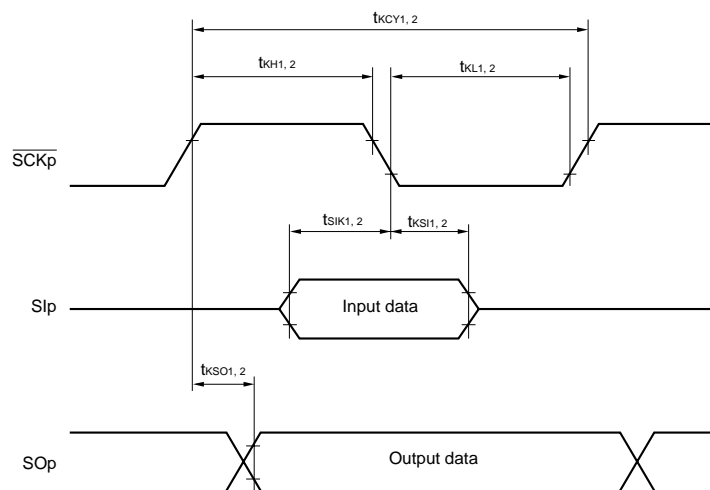 tKCY1, 2
tKH1, 2
tKL1, 2
SCKp
tSIK1, 2
tKSI1, 2
SIp
Input data
tKSO1, 2
SOp
Output data